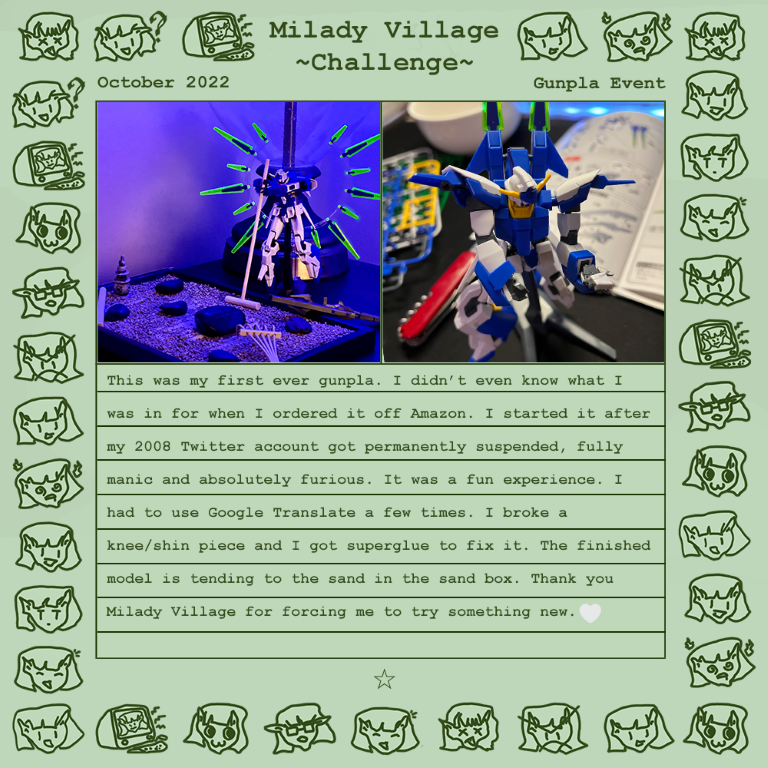 Milady Village
~Challenge~
October 2022
Gunpla Event
This was my first ever gunpla. I didn’t even know what I
was in for when I ordered it off Amazon. I started it after
my 2008 Twitter account got permanently suspended, fully
manic and absolutely furious. It was a fun experience. I
had to use Google Translate a few times. I broke a
knee/shin piece and I got superglue to fix it. The finished
model is tending to the sand in the sand box. Thank you
Milady Village for forcing me to try something new.